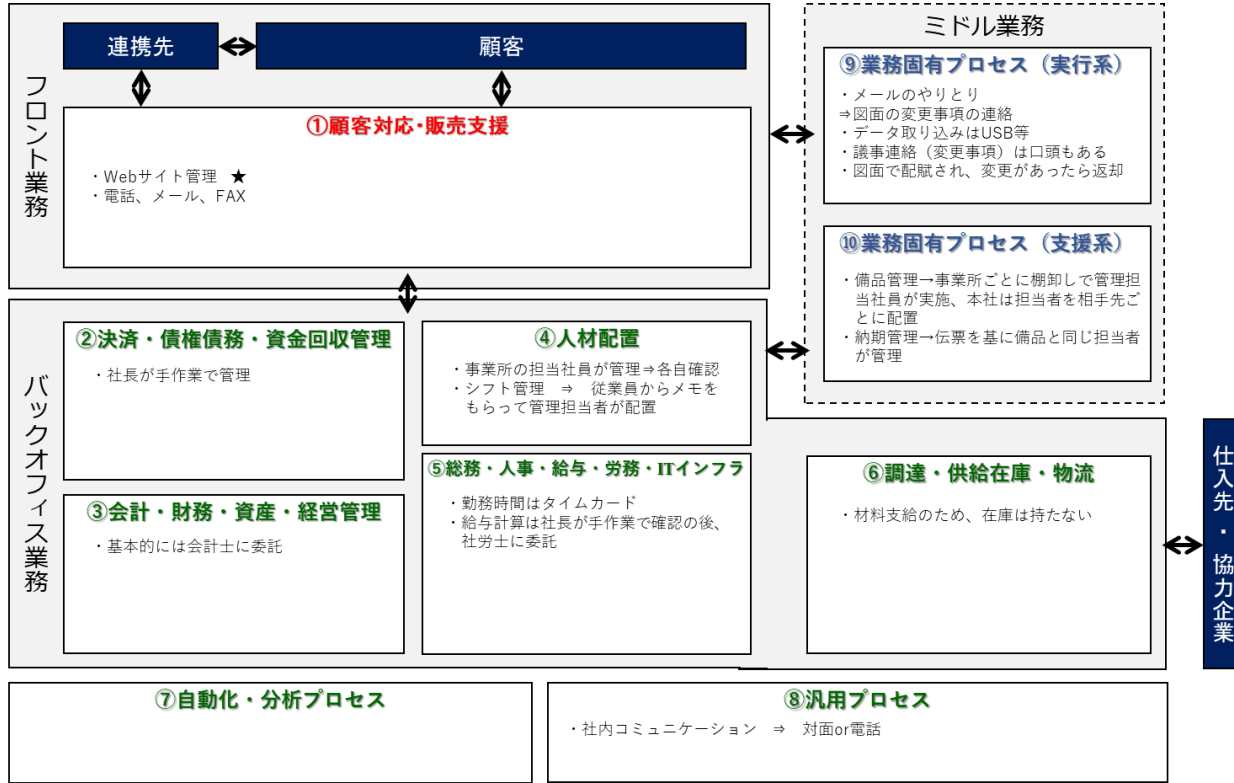 フロント業務
連携先
顧客
①顧客対応・販売支援
・Webサイト管理　★
・電話、メール、FAX
ミドル業務
⑨業務固有プロセス（実行系）
・メールのやりとり
⇒図面の変更事項の連絡
・データ取り込みはUSB等
・議事連絡（変更事項）は口頭もある
・図面で配賦され、変更があったら返却
⑩業務固有プロセス（支援系）
・備品管理→事業所ごとに棚卸しで管理担
当社員が実施、本社は担当者を相手先ご
とに配置
・納期管理→伝票を基に備品と同じ担当者
が管理
バックオフィス業務
②決済・債権債務・資金回収管理
・社長が手作業で管理
③会計・財務・資産・経営管理
・基本的には会計士に委託
④人材配置
・事業所の担当社員が管理⇒各自確認
・シフト管理　⇒　従業員からメモを
もらって管理担当者が配置
⑤総務・人事・給与・労務・ITインフラ
・勤務時間はタイムカード
・給与計算は社長が手作業で確認の後、
社労士に委託
⑥調達・供給在庫・物流
・材料支給のため、在庫は持たない
仕入先・協力企業
⑦自動化・分析プロセス
⑧汎用プロセス
・社内コミュニケーション　⇒　対面or電話